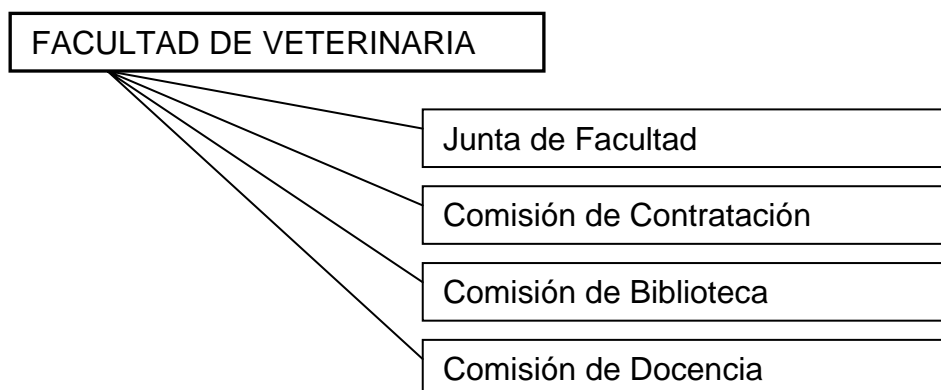 FACULTAD DE VETERINARIA
Junta de Facultad
Comisión de Contratación
Comisión de Biblioteca
Comisión de Docencia